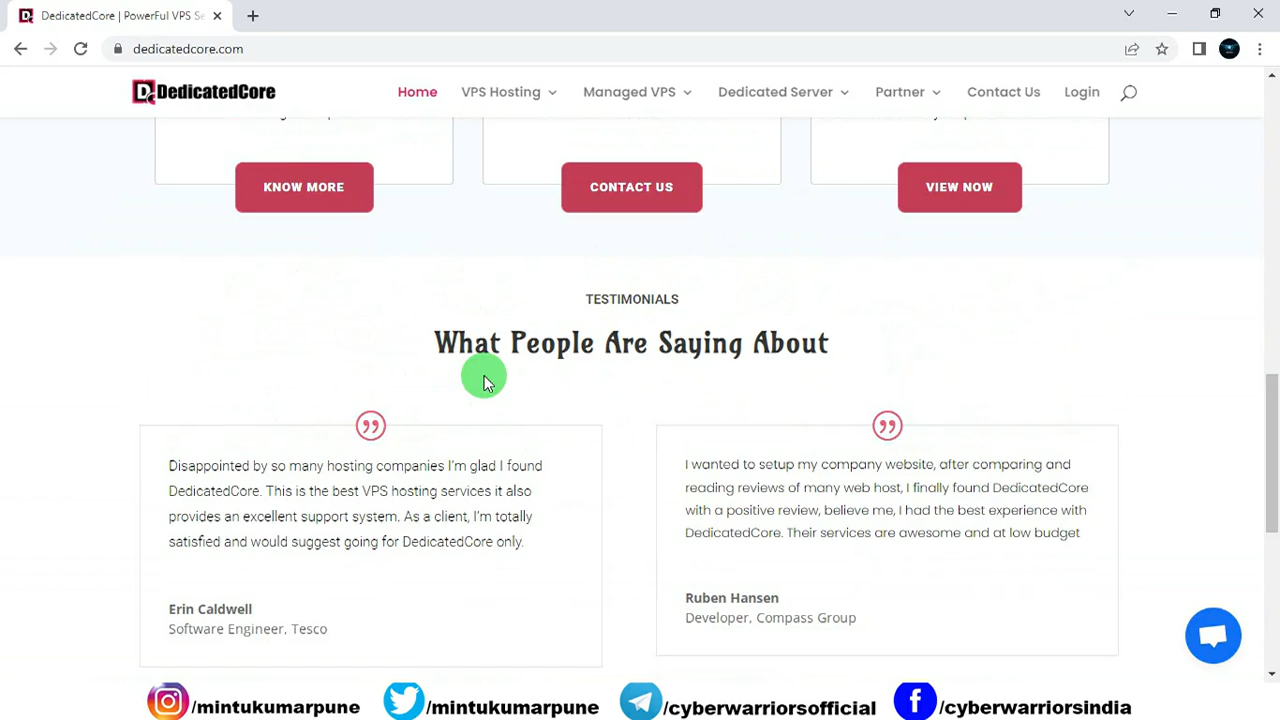 DedicatedCore | PowerFul VPS Se
dedicatedcore.com
DedicatedCore
Home
VPS Hosting
Managed VPS
Dedicated Server
Partner
Contact Us
Login
KNOW MORE
CONTACT US
VIEW NOW
TESTIMONIALS
What People Are Saying About
Disappointed by so many hosting companies I'm glad I found
DedicatedCore. This is the best VPS hosting services it also
provides an excellent support system. As a client, I'm totally
satisfied and would suggest going for DedicatedCore only.
Erin Caldwell
Software Engineer, Tesco
I wanted to setup my company website, after comparing and
reading reviews of many web host, I finally found DedicatedCore
with a positive review, believe me, I had the best experience with
DedicatedCore. Their services are awesome and at low budget
Ruben Hansen
Developer, Compass Group
/mintukumarpune
/mintukumarpune
/cyberwarriorsofficial
/cyberwarriorsindia